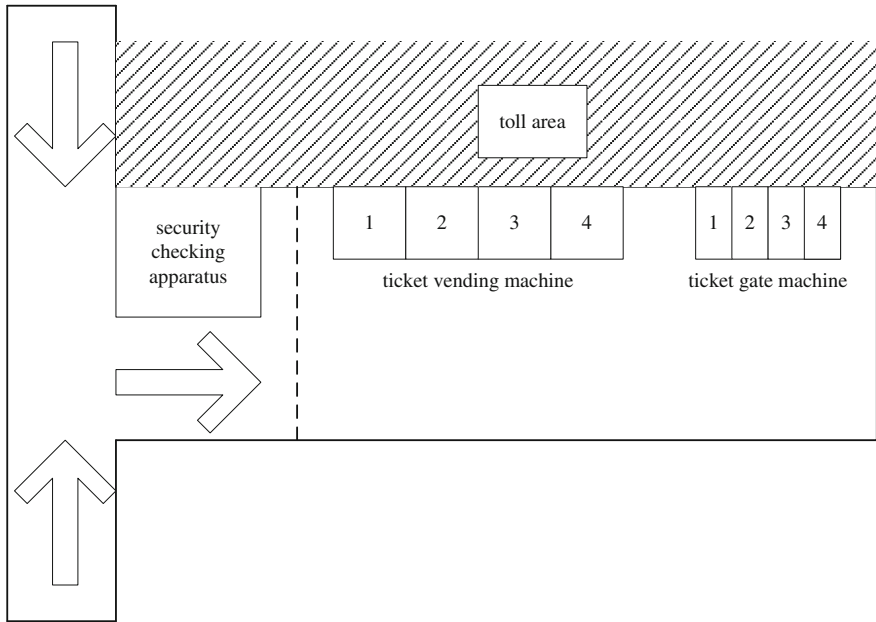 toll area
security
checking
apparatus
1 2 3 4
ticket vending machine
1 2 3 4
ticket gate machine